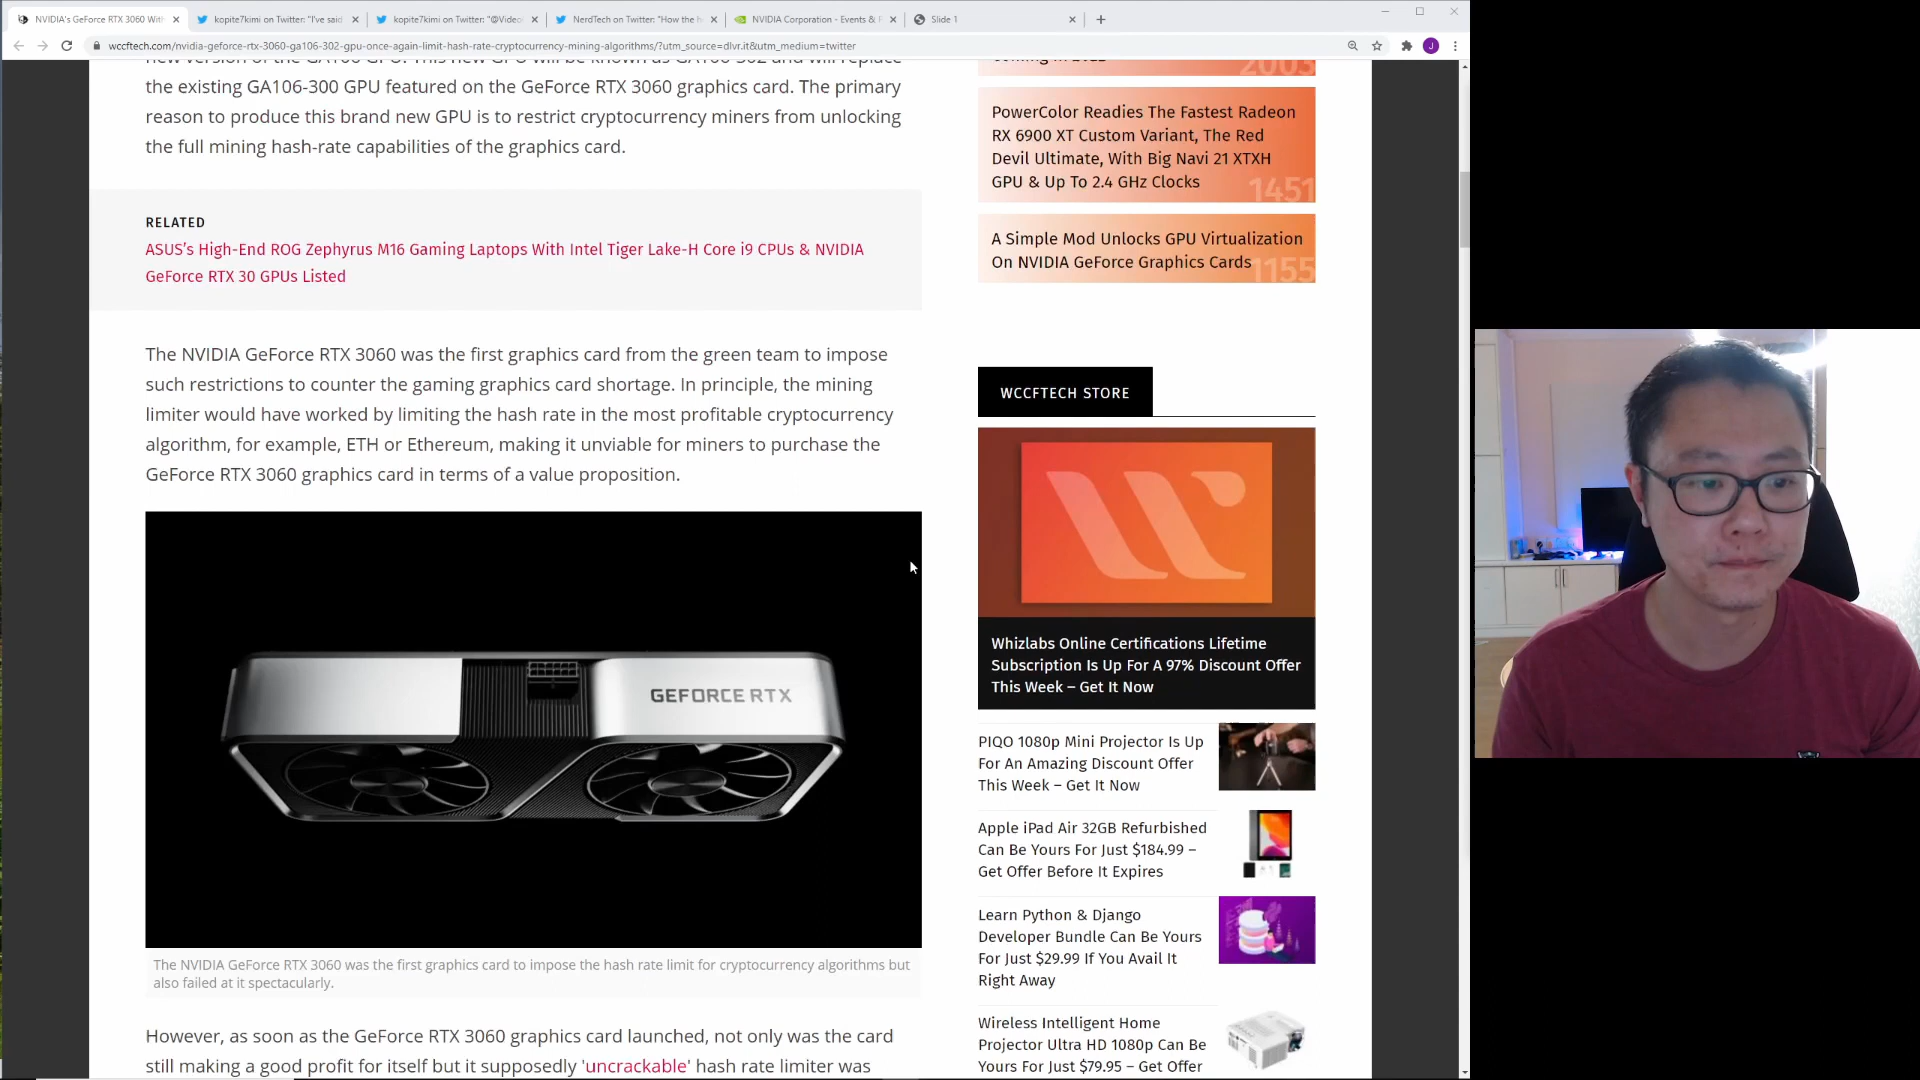 NVIDIA's GeForce RTX 3060 With
kopite7kimi on Twitter: "I've said
kopite7kimi on Twitter: "@Video
NerdTech on Twitter: "How the h
NVIDIA Corporation - Events & P
Slide 1
wccftech.com/nvidia-geforce-rtx-3060-ga106-302-gpu-once-again-limit-hash-rate-cryptocurrency-mining-algorithms/?utm_source=dlvr.it&utm_medium=twitter
J
the existing GA106-300 GPU featured on the GeForce RTX 3060 graphics card. The primary
reason to produce this brand new GPU is to restrict cryptocurrency miners from unlocking
the full mining hash-rate capabilities of the graphics card.
RELATED
ASUS's High-End ROG Zephyrus M16 Gaming Laptops With Intel Tiger Lake-H Core i9 CPUs & NVIDIA
GeForce RTX 30 GPUs Listed
The NVIDIA GeForce RTX 3060 was the first graphics card from the green team to impose
such restrictions to counter the gaming graphics card shortage. In principle, the mining
limiter would have worked by limiting the hash rate in the most profitable cryptocurrency
algorithm, for example, ETH or Ethereum, making it unviable for miners to purchase the
GeForce RTX 3060 graphics card in terms of a value proposition.
GEFORCE RTX
The NVIDIA GeForce RTX 3060 was the first graphics card to impose the hash rate limit for cryptocurrency algorithms but
also failed at it spectacularly.
However, as soon as the GeForce RTX 3060 graphics card launched, not only was the card
still making a good profit for itself but it supposedly 'uncrackable' hash rate limiter was
2003
PowerColor Readies The Fastest Radeon
RX 6900 XT Custom Variant, The Red
Devil Ultimate, With Big Navi 21 XTXH
GPU & Up To 2.4 GHz Clocks
1451
A Simple Mod Unlocks GPU Virtualization
On NVIDIA GeForce Graphics Cards
1155
WCCFTECH STORE
Whizlabs Online Certifications Lifetime
Subscription Is Up For A 97% Discount Offer
This Week – Get It Now
PIQO 1080p Mini Projector Is Up
For An Amazing Discount Offer
This Week – Get It Now
Apple iPad Air 32GB Refurbished
Can Be Yours For Just $184.99 –
Get Offer Before It Expires
Learn Python & Django
Developer Bundle Can Be Yours
For Just $29.99 If You Avail It
Right Away
Wireless Intelligent Home
Projector Ultra HD 1080p Can Be
Yours For Just $79.95 – Get Offer